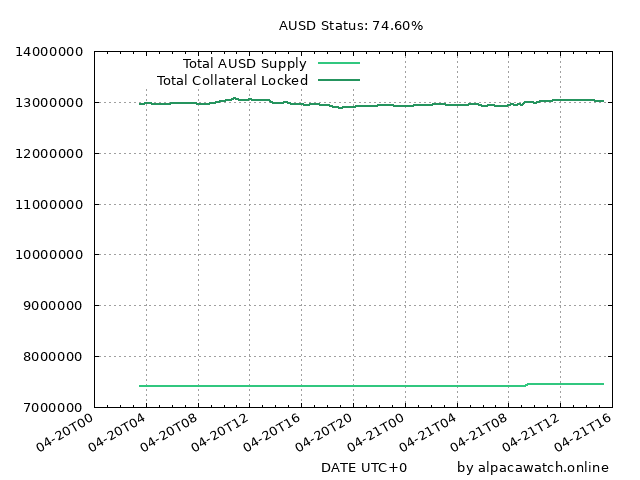 AUSD Status: 74.60%
Total AUSD Supply
Total Collateral Locked
14000000
13000000
12000000
11000000
10000000
9000000
8000000
7000000
04-20T00
04-20T04
04-20T08
04-20T12
04-20T16
04-20T20
04-21T00
04-21T04
04-21T08
04-21T12
04-21T16
DATE UTC+0
by alpacawatch.online